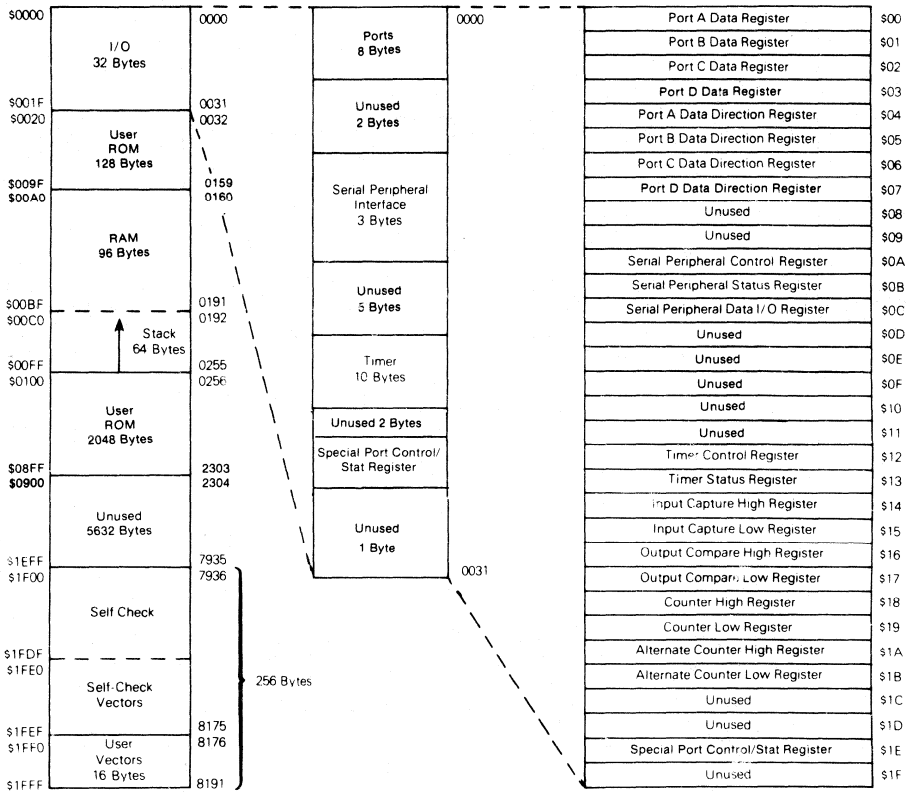 $0000
0000
I/O
32 Bytes
$001F
0031
$0020
0032
User
ROM
128 Bytes
$009F
0159
$00A0
0160
RAM
96 Bytes
$00BF
0191
$00C0
0192
Stack
64 Bytes
$00FF
0255
$0100
0256
User
ROM
2048 Bytes
$08FF
2303
$0900
2304
Unused
5632 Bytes
$1EFF
7935
$1F00
7936
Self Check
$1FDF
$1FE0
256 Bytes
Self-Check
Vectors
$1FEF
8175
$1FF0
8176
User
Vectors
16 Bytes
$1FFF
8191
0000
Ports
8 Bytes
Unused
2 Bytes
Serial Peripheral
Interface
3 Bytes
Unused
5 Bytes
Timer
10 Bytes
Unused 2 Bytes
Special Port Control/
Stat Register
Unused
1 Byte
0031
Port A Data Register $00
Port B Data Register $01
Port C Data Register $02
Port D Data Register $03
Port A Data Direction Register $04
Port B Data Direction Register $05
Port C Data Direction Register $06
Port D Data Direction Register $07
Unused $08
Unused $09
Serial Peripheral Control Register $0A
Serial Peripheral Status Register $0B
Serial Peripheral Data I/O Register $0C
Unused $0D
Unused $0E
Unused $0F
Unused $10
Unused $11
Timer Control Register $12
Timer Status Register $13
Input Capture High Register $14
Input Capture Low Register $15
Output Compare High Register $16
Output Compare Low Register $17
Counter High Register $18
Counter Low Register $19
Alternate Counter High Register $1A
Alternate Counter Low Register $1B
Unused $1C
Unused $1D
Special Port Control/Stat Register $1E
Unused $1F